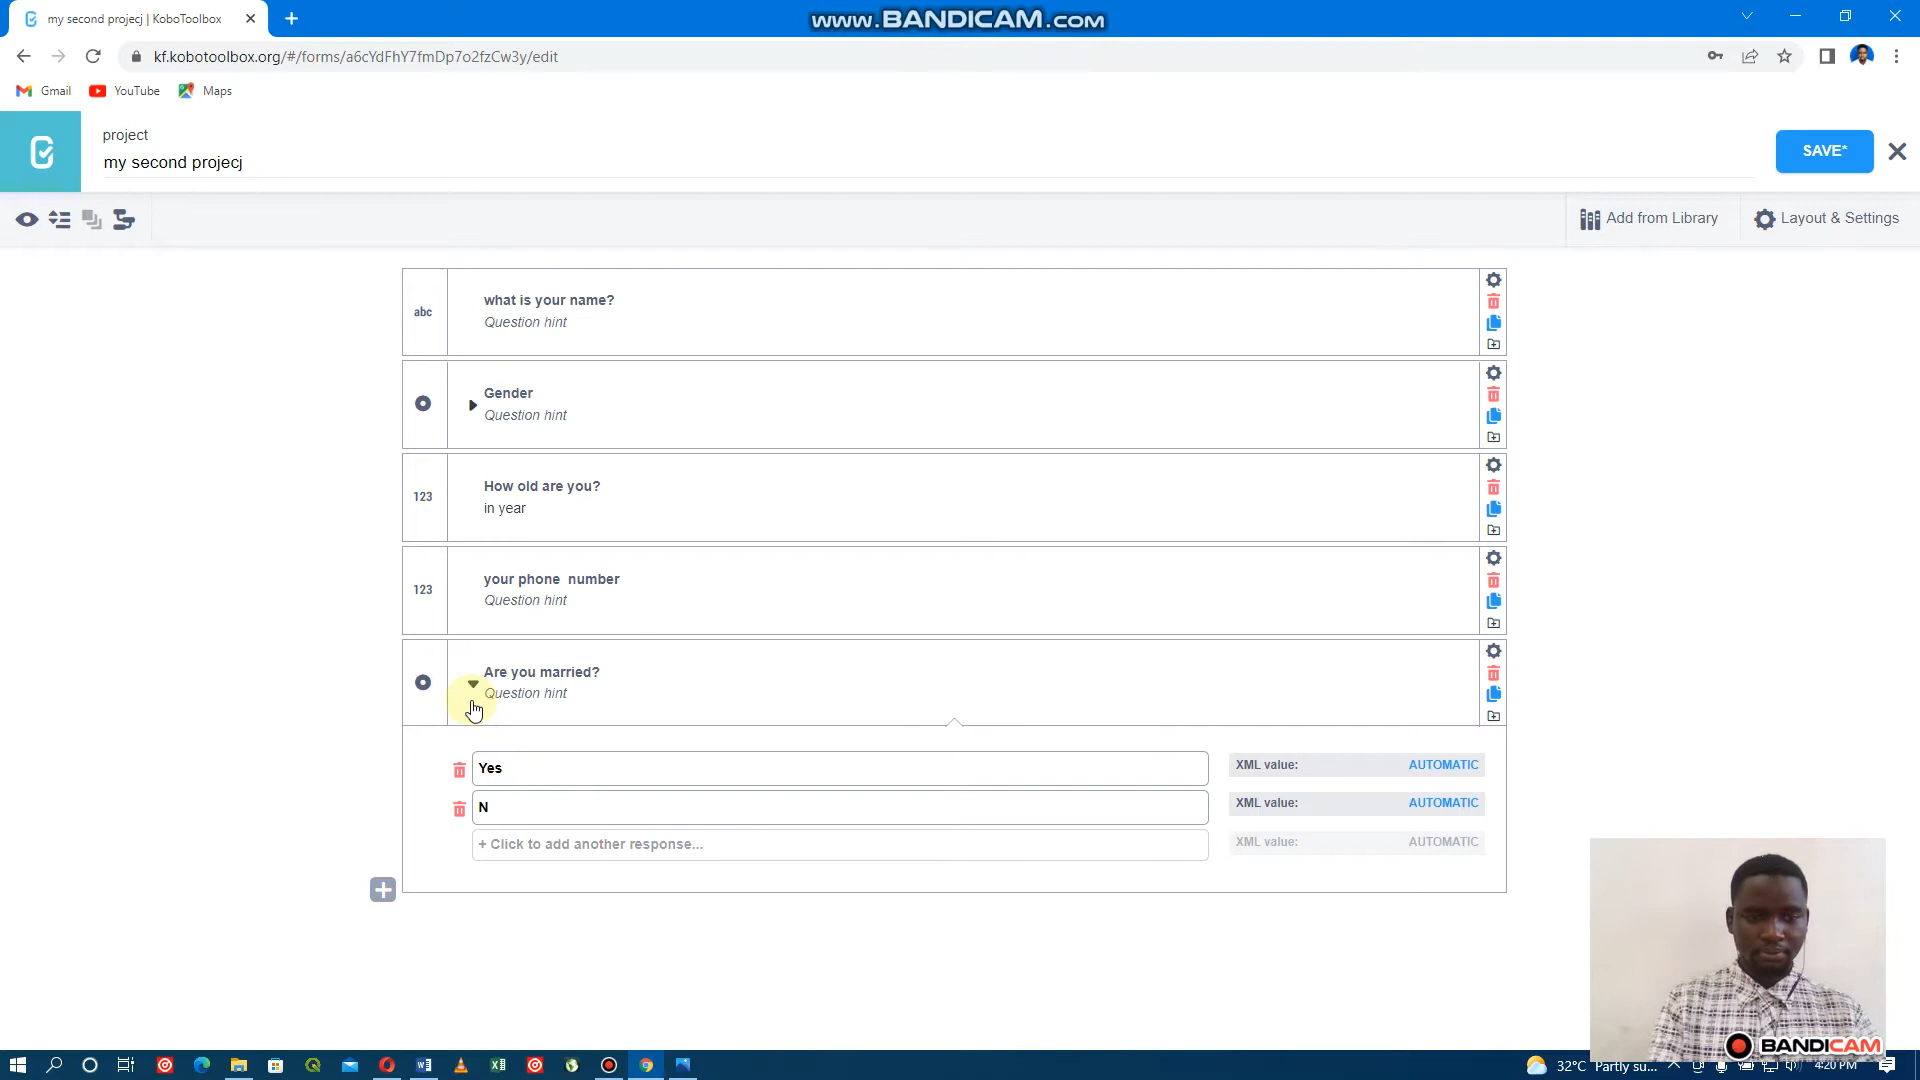 my second projecj | KoboToolbox
www.BANDICAM.com
kf.kobotoolbox.org/#/forms/a6cYdFhY7fmDp7o2fzCw3y/edit
Gmail YouTube Maps
project
my second projecj
SAVE*
Add from Library
Layout & Settings
abc
what is your name?
Question hint
Gender
Question hint
123
How old are you?
in year
123
your phone  number
Question hint
Are you married?
Question hint
Yes
XML value: AUTOMATIC
N
XML value: AUTOMATIC
+ Click to add another response...
XML value: AUTOMATIC
BANDICAM
32°C Partly su...
4:20 PM